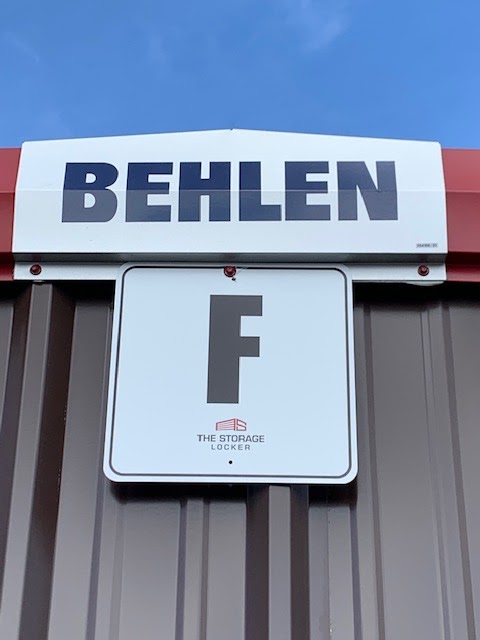 BEHLEN
F
THE STORAGE
LOCKER